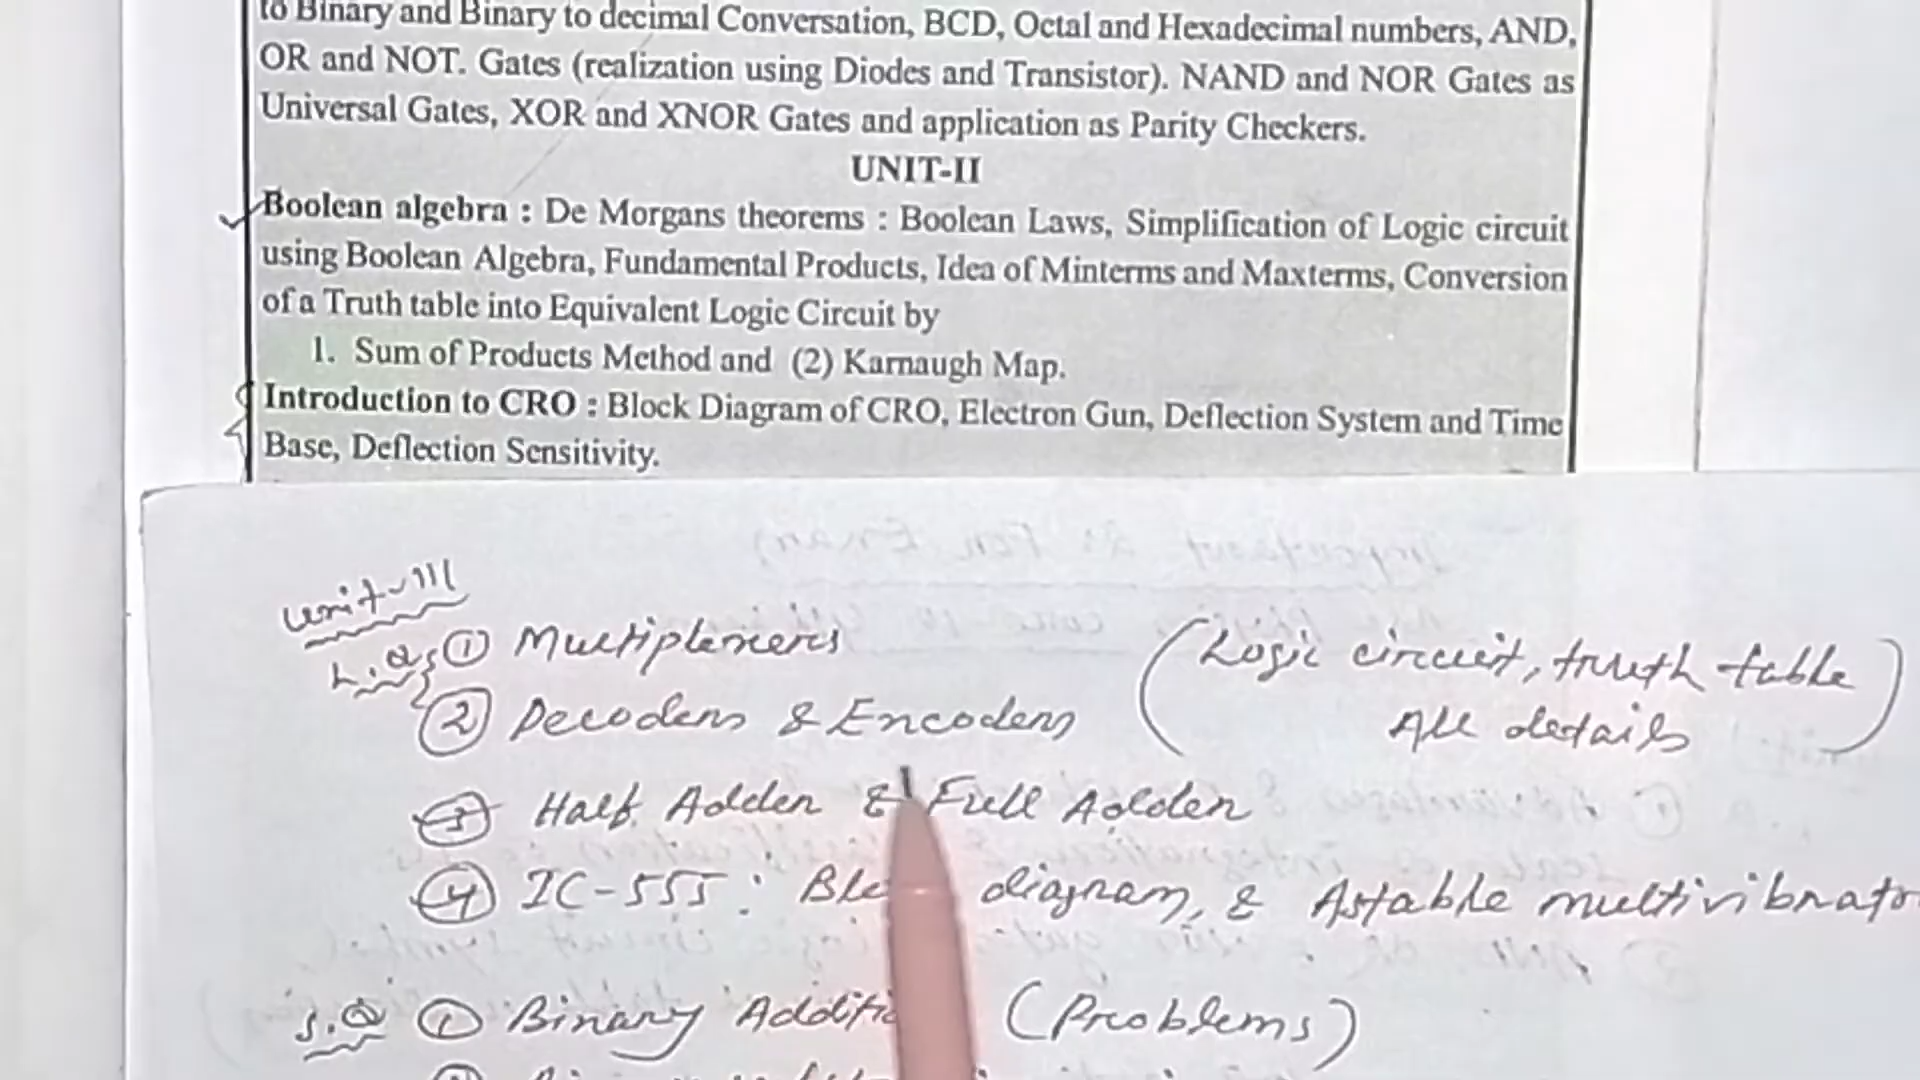 to Binary and Binary to decimal Conversation, BCD, Octal and Hexadecimal numbers, AND,
OR and NOT. Gates (realization using Diodes and Transistor). NAND and NOR Gates as
Universal Gates, XOR and XNOR Gates and application as Parity Checkers.
UNIT-II
Boolean algebra : De Morgans theorems : Boolean Laws, Simplification of Logic circuit
using Boolean Algebra, Fundamental Products, Idea of Minterms and Maxterms, Conversion
of a Truth table into Equivalent Logic Circuit by
1. Sum of Products Method and (2) Karnaugh Map.
Introduction to CRO : Block Diagram of CRO, Electron Gun, Deflection System and Time
Base, Deflection Sensitivity.
Unit-III
L.Q
① Multiplexers
(Logic circuit, truth table
② Decoders & Encoders
All details)
③ Half Adder & Full Adder
④ IC-555: diagram, & Astable multivibrato
S.Q ① Binary Additi (Problems)